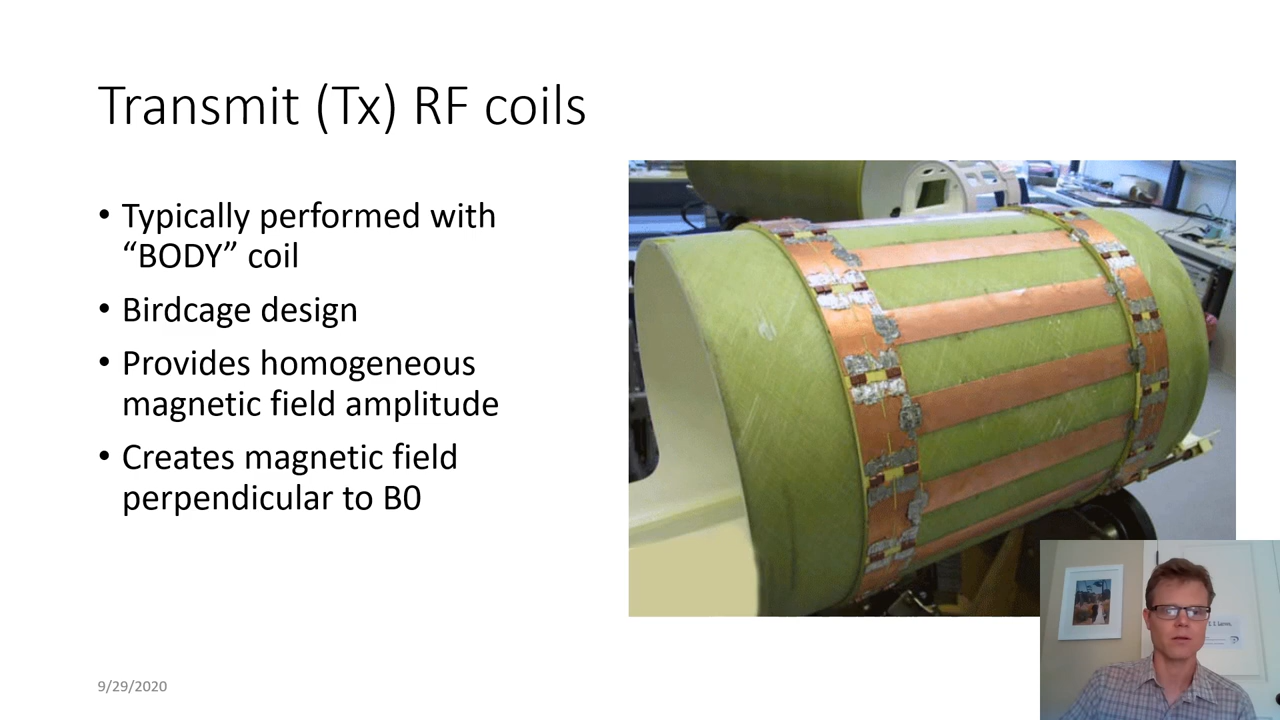 Transmit (Tx) RF coils
• Typically performed with
“BODY” coil
• Birdcage design
• Provides homogeneous
magnetic field amplitude
• Creates magnetic field
perpendicular to B0
9/29/2020